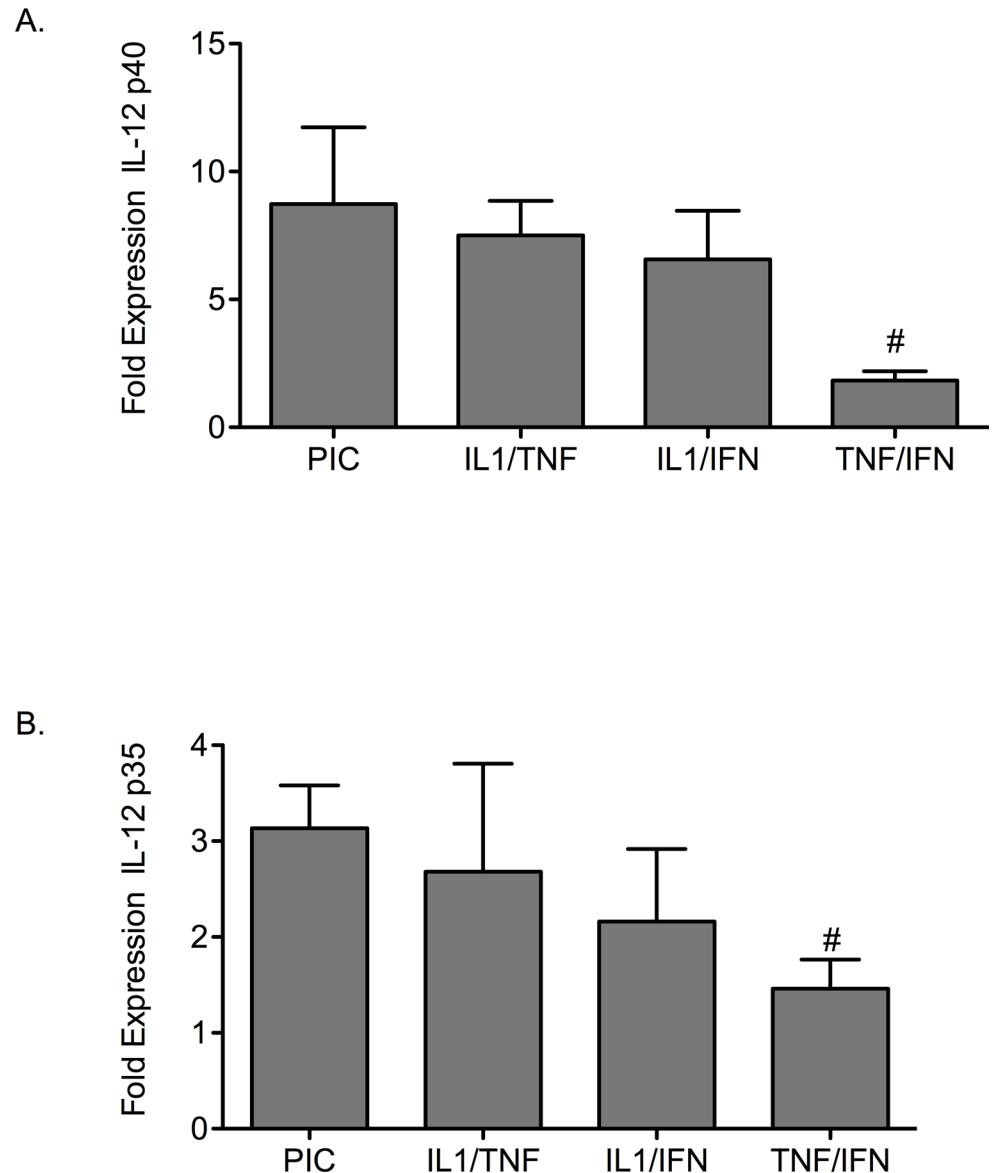 A.
Fold Expression IL-12 p40
15
10
5
0
#
PIC IL1/TNF IL1/IFN TNF/IFN
B.
Fold Expression IL-12 p35
4
3
2
1
0
#
PIC IL1/TNF IL1/IFN TNF/IFN